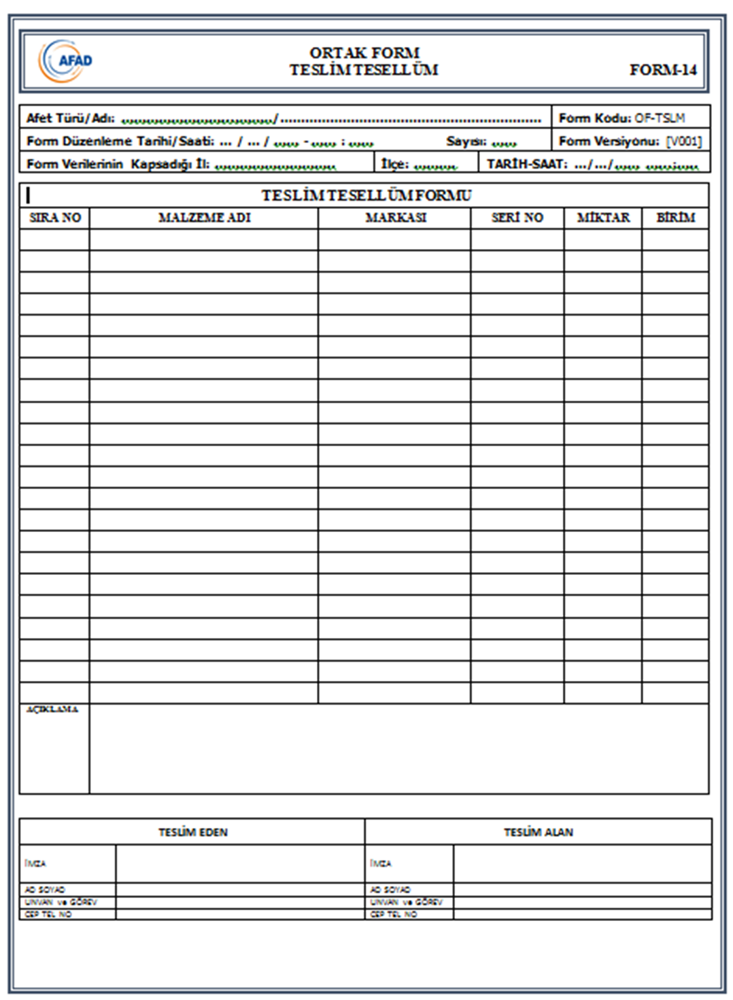 AFAD
ORTAK FORM
TESLİM TESELLÜM
FORM-14
Afet Türü/Adı: ……………………………/………………………………………………… Form Kodu: OF-TSLM
Form Düzenleme Tarihi/Saati: … / … / …… - …… : …… Sayısı: …… Form Versiyonu: [V001]
Form Verilerinin Kapsadığı İl: ……………………… İlçe: ……… TARİH-SAAT: …/…/…… ……:……
TESLİM TESELLÜM FORMU
SIRA NO MALZEME ADI MARKASI SERİ NO MİKTAR BİRİM
AÇIKLAMA
TESLİM EDEN TESLİM ALAN
İMZA İMZA
AD SOYAD AD SOYAD
UNVAN ve GÖREV UNVAN ve GÖREV
CEP TEL NO CEP TEL NO